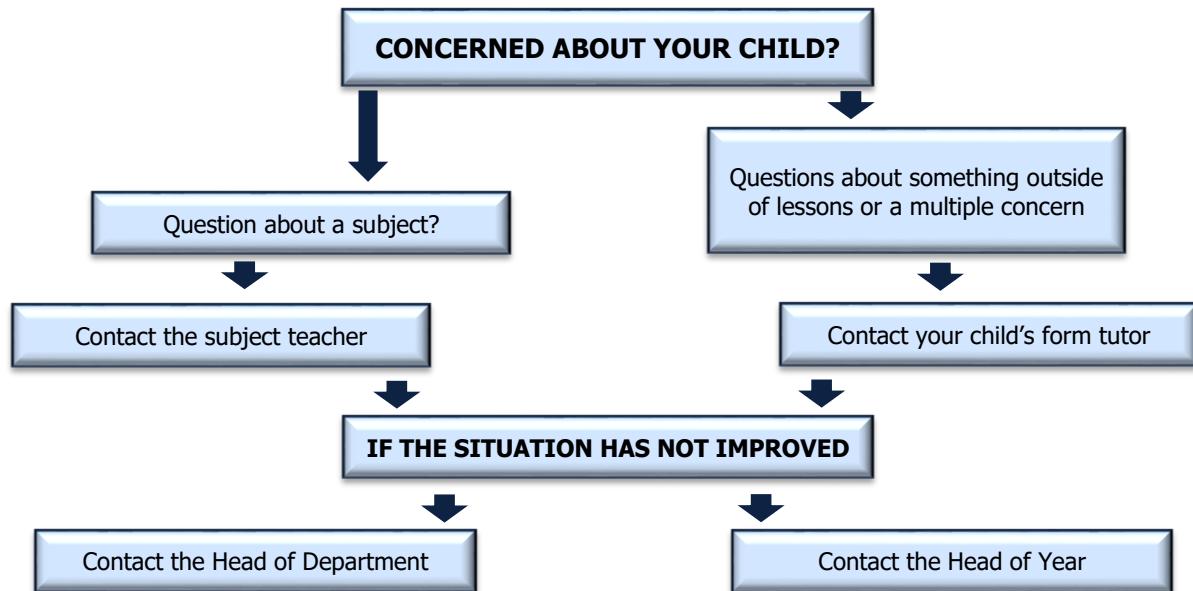 CONCERNED ABOUT YOUR CHILD?
Question about a subject?
Questions about something outside
of lessons or a multiple concern
Contact the subject teacher
Contact your child’s form tutor
IF THE SITUATION HAS NOT IMPROVED
Contact the Head of Department
Contact the Head of Year